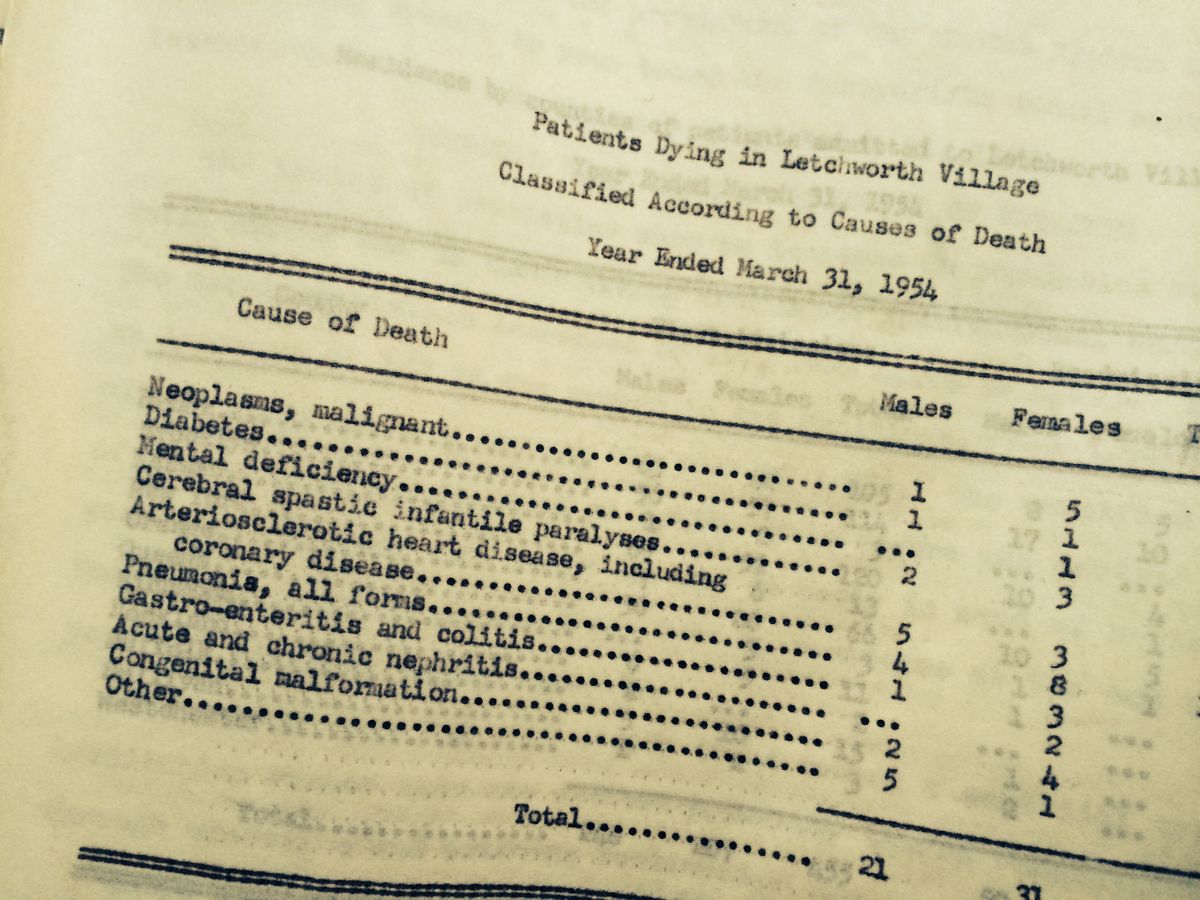 Patients Dying in Letchworth Village
Classified According to Causes of Death
Year Ended March 31, 1954
Cause of Death Males Females
Neoplasms, malignant........................................ 1 5
Diabetes........................................ 1 1
Mental deficiency........................................ ... 1
Cerebral spastic infantile paralyses............... 2 3
Arteriosclerotic heart disease, including
coronary disease.................................. 5 3
Pneumonia, all forms.................................. 4 8
Gastro-enteritis and colitis........................ 1 3
Acute and chronic nephritis......................... ... 2
Congenital malformation............................. 2 4
Other.................................................... 5 1
Total.................... 21 31